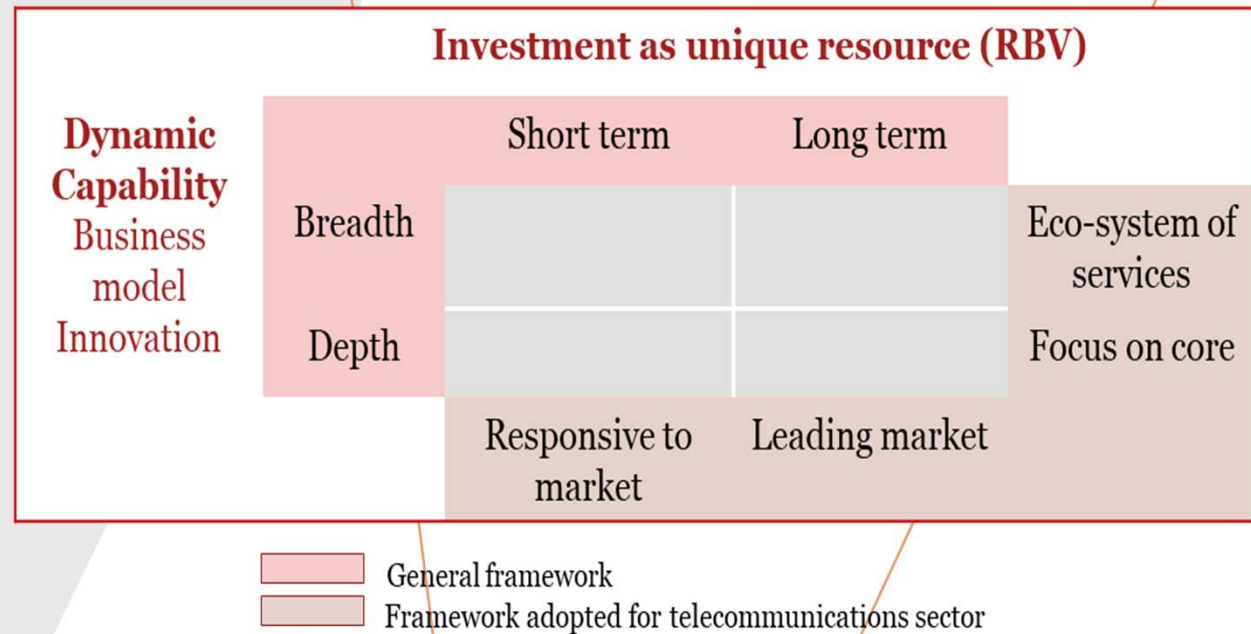 Investment as unique resource (RBV)
Dynamic
Capability
Business
model
Innovation
Short term
Long term
Breadth
Eco-system of
services
Depth
Focus on core
Responsive to
market
Leading market
General framework
Framework adopted for telecommunications sector